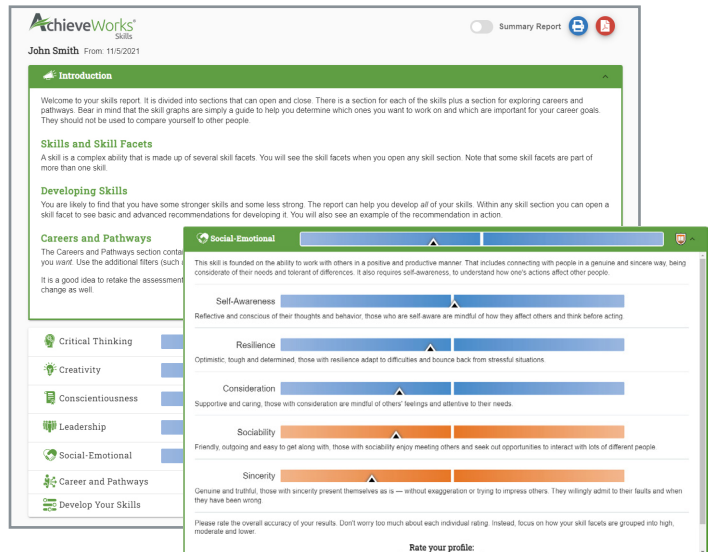 AchieveWorks®
Skills
Summary Report
John Smith From: 11/5/2021
Introduction
Welcome to your skills report. It is divided into sections that can open and close. There is a section for each of the skills plus a section for exploring careers and
pathways. Bear in mind that the skill graphs are simply a guide to help you determine which ones you want to work on and which are important for your career goals.
They should not be used to compare yourself to other people.
Skills and Skill Facets
A skill is a complex ability that is made up of several skill facets. You will see the skill facets when you open any skill section. Note that some skill facets are part of
more than one skill.
Developing Skills
You are likely to find that you have some stronger skills and some less strong. The report can help you develop all of your skills. Within any skill section you can open a
skill facet to see basic and advanced recommendations for developing it. You will also see an example of the recommendation in action.
Careers and Pathways
The Careers and Pathways section
you want. Use the additional filters (such
It is a good idea to retake the assessment
change as well.
Critical Thinking
Creativity
Conscientiousness
Leadership
Social-Emotional
Career and Pathways
Develop Your Skills
Social-Emotional
This skill is founded on the ability to work with others in a positive and productive manner. That includes connecting with people in a genuine and sincere way, being
considerate of their needs and tolerant of differences. It also requires self-awareness, to understand how one's actions affect other people.
Self-Awareness
Reflective and conscious of their thoughts and behavior, those who are self-aware are mindful of how they affect others and think before acting.
Resilience
Optimistic, tough and determined, those with resilience adapt to difficulties and bounce back from stressful situations.
Consideration
Supportive and caring, those with consideration are mindful of others' feelings and attentive to their needs.
Sociability
Friendly, outgoing and easy to get along with, those with sociability enjoy meeting others and seek out opportunities to interact with lots of different people.
Sincerity
Genuine and truthful, those with sincerity present themselves as is — without exaggeration or trying to impress others. They willingly admit to their faults and when
they have been wrong.
Please rate the overall accuracy of your results. Don't worry too much about each individual rating. Instead, focus on how your skill facets are grouped into high,
moderate and lower.
Rate your profile: